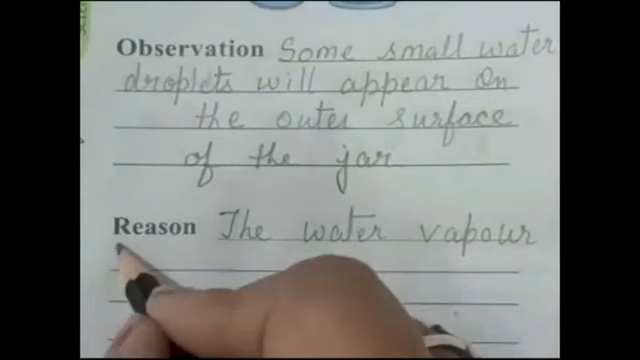 Observation Some small water
droplets will appear On
the outer surface
of the jar
Reason The water vapour